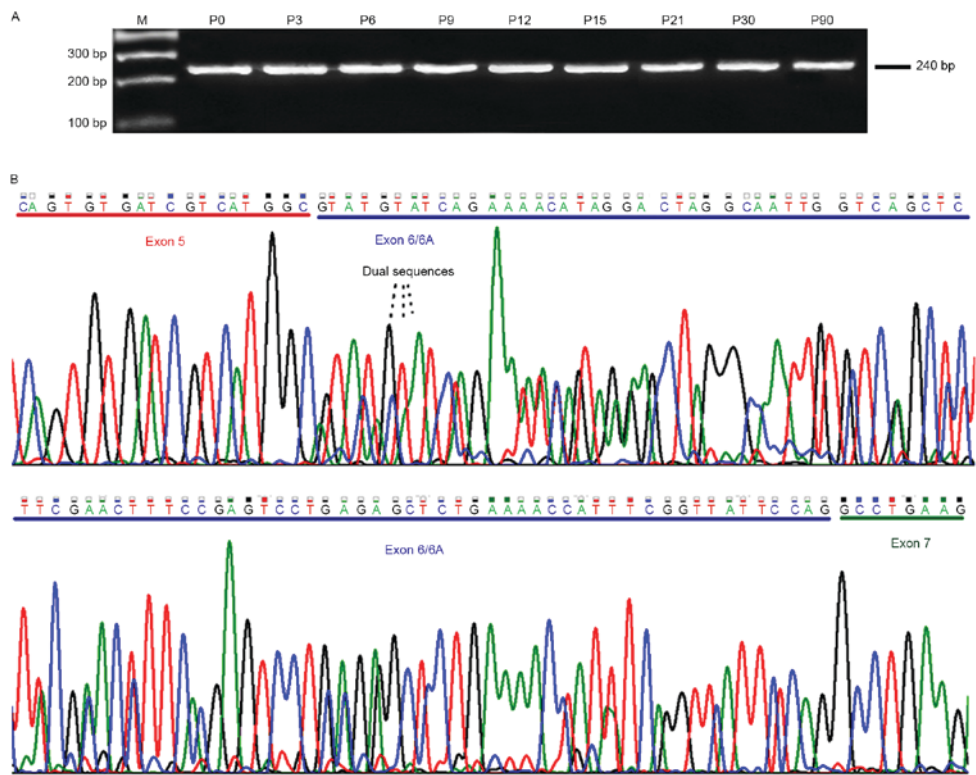 A
M P0 P3 P6 P9 P12 P15 P21 P30 P90
300 bp
200 bp
100 bp
240 bp
B
CAGTGTGATCGTCATGGCGTATGTATCAGAAAACATAGGACTAGGCAATTGGTCAGCTC
Exon 5
Exon 6/6A
Dual sequences
TTCGAACTTTCCGAGTCCTGAGAGCTCTGAAAACCATTTCGGTTATTCCAGGCCTGAAG
Exon 6/6A
Exon 7